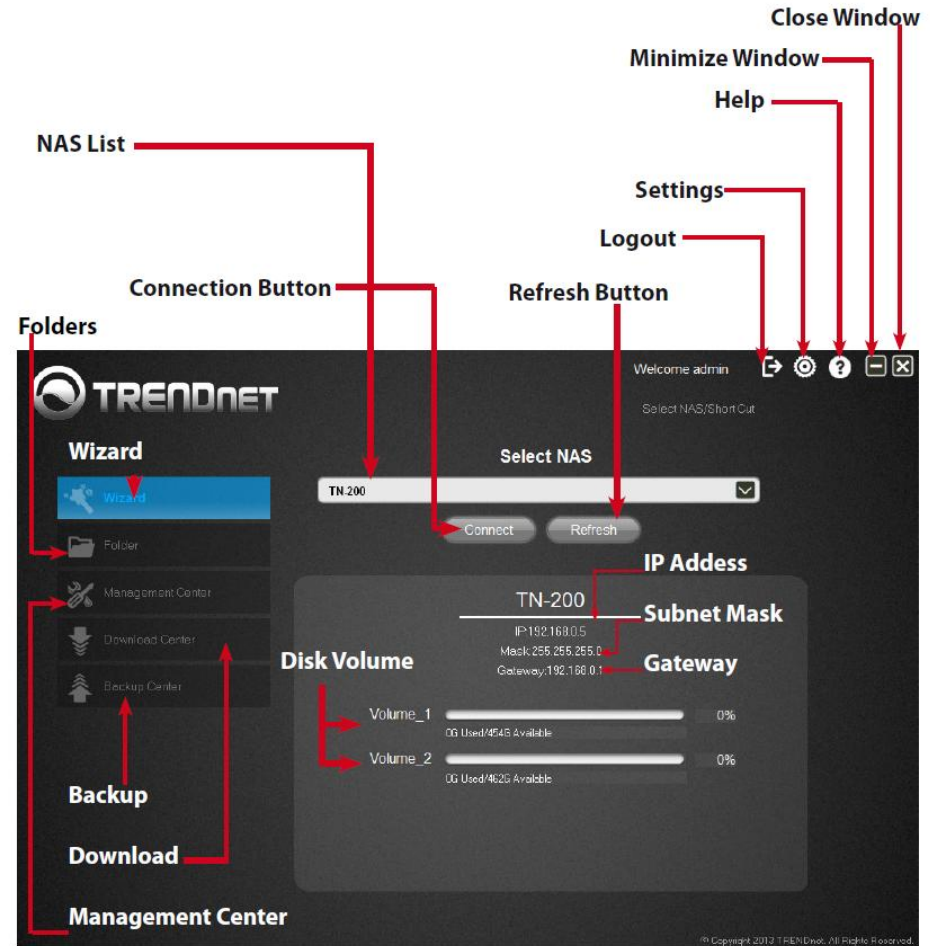 Close Window
Minimize Window
Help
NAS List
Settings
Logout
Connection Button
Refresh Button
Folders
Welcome admin
TRENDNET
Select NAS/Short Cut
Wizard
Select NAS
TN-200
Wizard
Connect
Refresh
Folder
IP Addess
Management Center
TN-200
Subnet Mask
IP:192.168.0.5
Download Center
Mask:255.255.255.0
Disk Volume
Gateway:192.168.0.1
Gateway
Backup Center
Volume_1
0%
0G Used/454G Available
Volume_2
0%
0G Used/462G Available
Backup
Download
Management Center
© Copyright 2013 TRENDnet. All Rights Reserved.